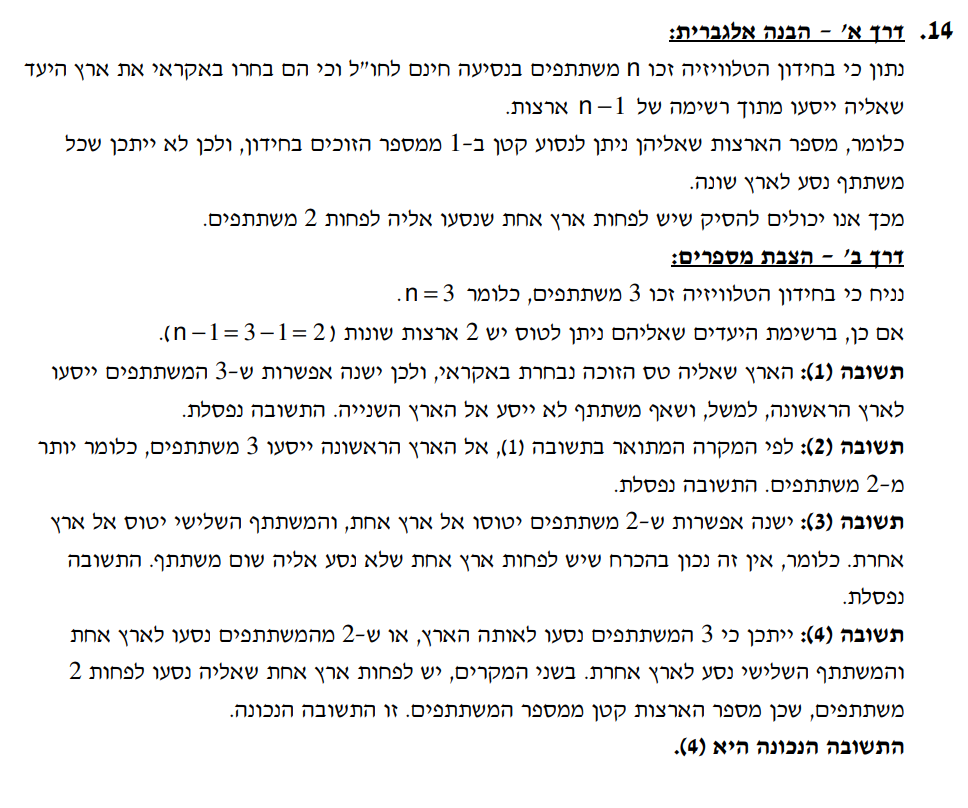 14. דרך א' – הבנה אלגברית:
נתון כי בחידון הטלוויזיה זכו n משתתפים בנסיעה חינם לחו"ל וכי הם בחרו באקראי את ארץ היעד
שאליה ייסעו מתוך רשימה של n – 1 ארצות.
כלומר, מספר הארצות שאליהן ניתן לנסוע קטן ב-1 ממספר הזוכים בחידון, ולכן לא ייתכן שכל
משתתף נסע לארץ שונה.
מכך אנו יכולים להסיק שיש לפחות ארץ אחת שנסעו אליה לפחות 2 משתתפים.
דרך ב' – הצבת מספרים:
נניח כי בחידון הטלוויזיה זכו 3 משתתפים, כלומר n = 3.
אם כן, ברשימת היעדים שאליהם ניתן לטוס יש 2 ארצות שונות (n – 1 = 3 – 1 = 2).
תשובה (1): הארץ שאליה טס הזוכה נבחרת באקראי, ולכן ישנה אפשרות ש-3 המשתתפים ייסעו
לארץ הראשונה, למשל, ושאף משתתף לא ייסע אל הארץ השנייה. התשובה נפסלת.
תשובה (2): לפי המקרה המתואר בתשובה (1), אל הארץ הראשונה ייסעו 3 משתתפים, כלומר יותר
מ-2 משתתפים. התשובה נפסלת.
תשובה (3): ישנה אפשרות ש-2 משתתפים יטוסו אל ארץ אחת, והמשתתף השלישי יטוס אל ארץ
אחרת. כלומר, אין זה נכון בהכרח שיש לפחות ארץ אחת שלא נסע אליה שום משתתף. התשובה
נפסלת.
תשובה (4): ייתכן כי 3 המשתתפים נסעו לאותה הארץ, או ש-2 מהמשתתפים נסעו לארץ אחת
והמשתתף השלישי נסע לארץ אחרת. בשני המקרים, יש לפחות ארץ אחת שאליה נסעו לפחות 2
משתתפים, שכן מספר הארצות קטן ממספר המשתתפים. זו התשובה הנכונה.
התשובה הנכונה היא (4).